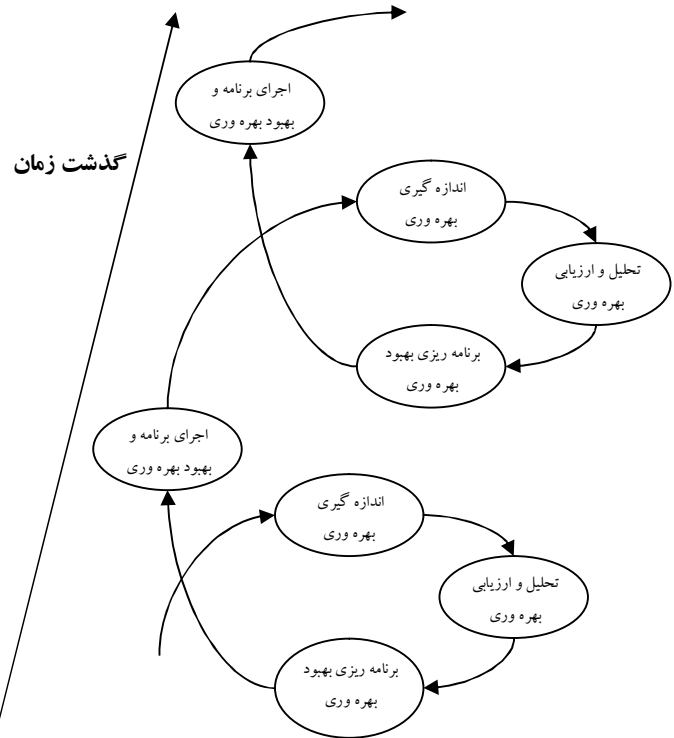 اجرای برنامه و
بهبود بهره وری
گذشت زمان
اندازه گیری
بهره وری
تحلیل و ارزیابی
بهره وری
برنامه ریزی بهبود
بهره وری
اجرای برنامه و
بهبود بهره وری
اندازه گیری
بهره وری
تحلیل و ارزیابی
بهره وری
برنامه ریزی بهبود
بهره وری